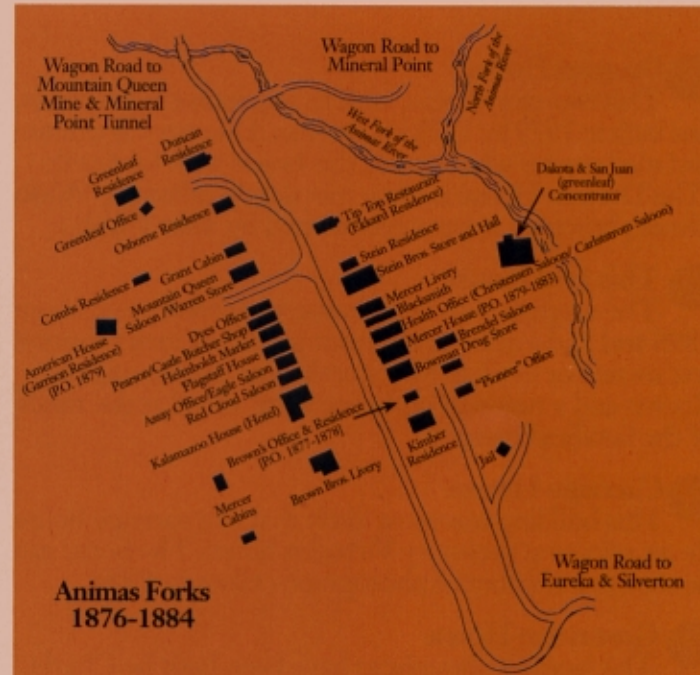 Wagon Road to
Mountain Queen
Mine & Mineral
Point Tunnel
Wagon Road to
Mineral Point
North Fork of the
Animas River
West Fork of the
Animas River
Duncan
Residence
Greenleaf
Residence
Greenleaf Office
Osborne Residence
Tip Top Restaurant
(Ekkard Residence)
Dakota & San Juan
(greenleaf)
Concentrator
Stein Residence
Stein Bros. Store and Hall
Grant Cabin
Combs Residence
Mountain Queen
Saloon/Warren Store
Mercer Livery
Blacksmith
Health Office (Christensen Saloon/ Carlstrom Saloon)
Mercer House [P.O. 1879-1883]
Brendel Saloon
Bowman Drug Store
"Pioneer" Office
American House
(Garrison Residence)
[P.O. 1879]
Dyes Office
Pearson/Castle Butcher Shop
Helmboldt Market
Flagstaff House
Assay Office/Eagle Saloon
Red Cloud Saloon
Kalamazoo House (Hotel)
Brown's Office & Residence
[P.O. 1877-1878]
Kimber
Residence
Jail
Brown Bros. Livery
Mercer
Cabins
Wagon Road to
Eureka & Silverton
Animas Forks
1876-1884